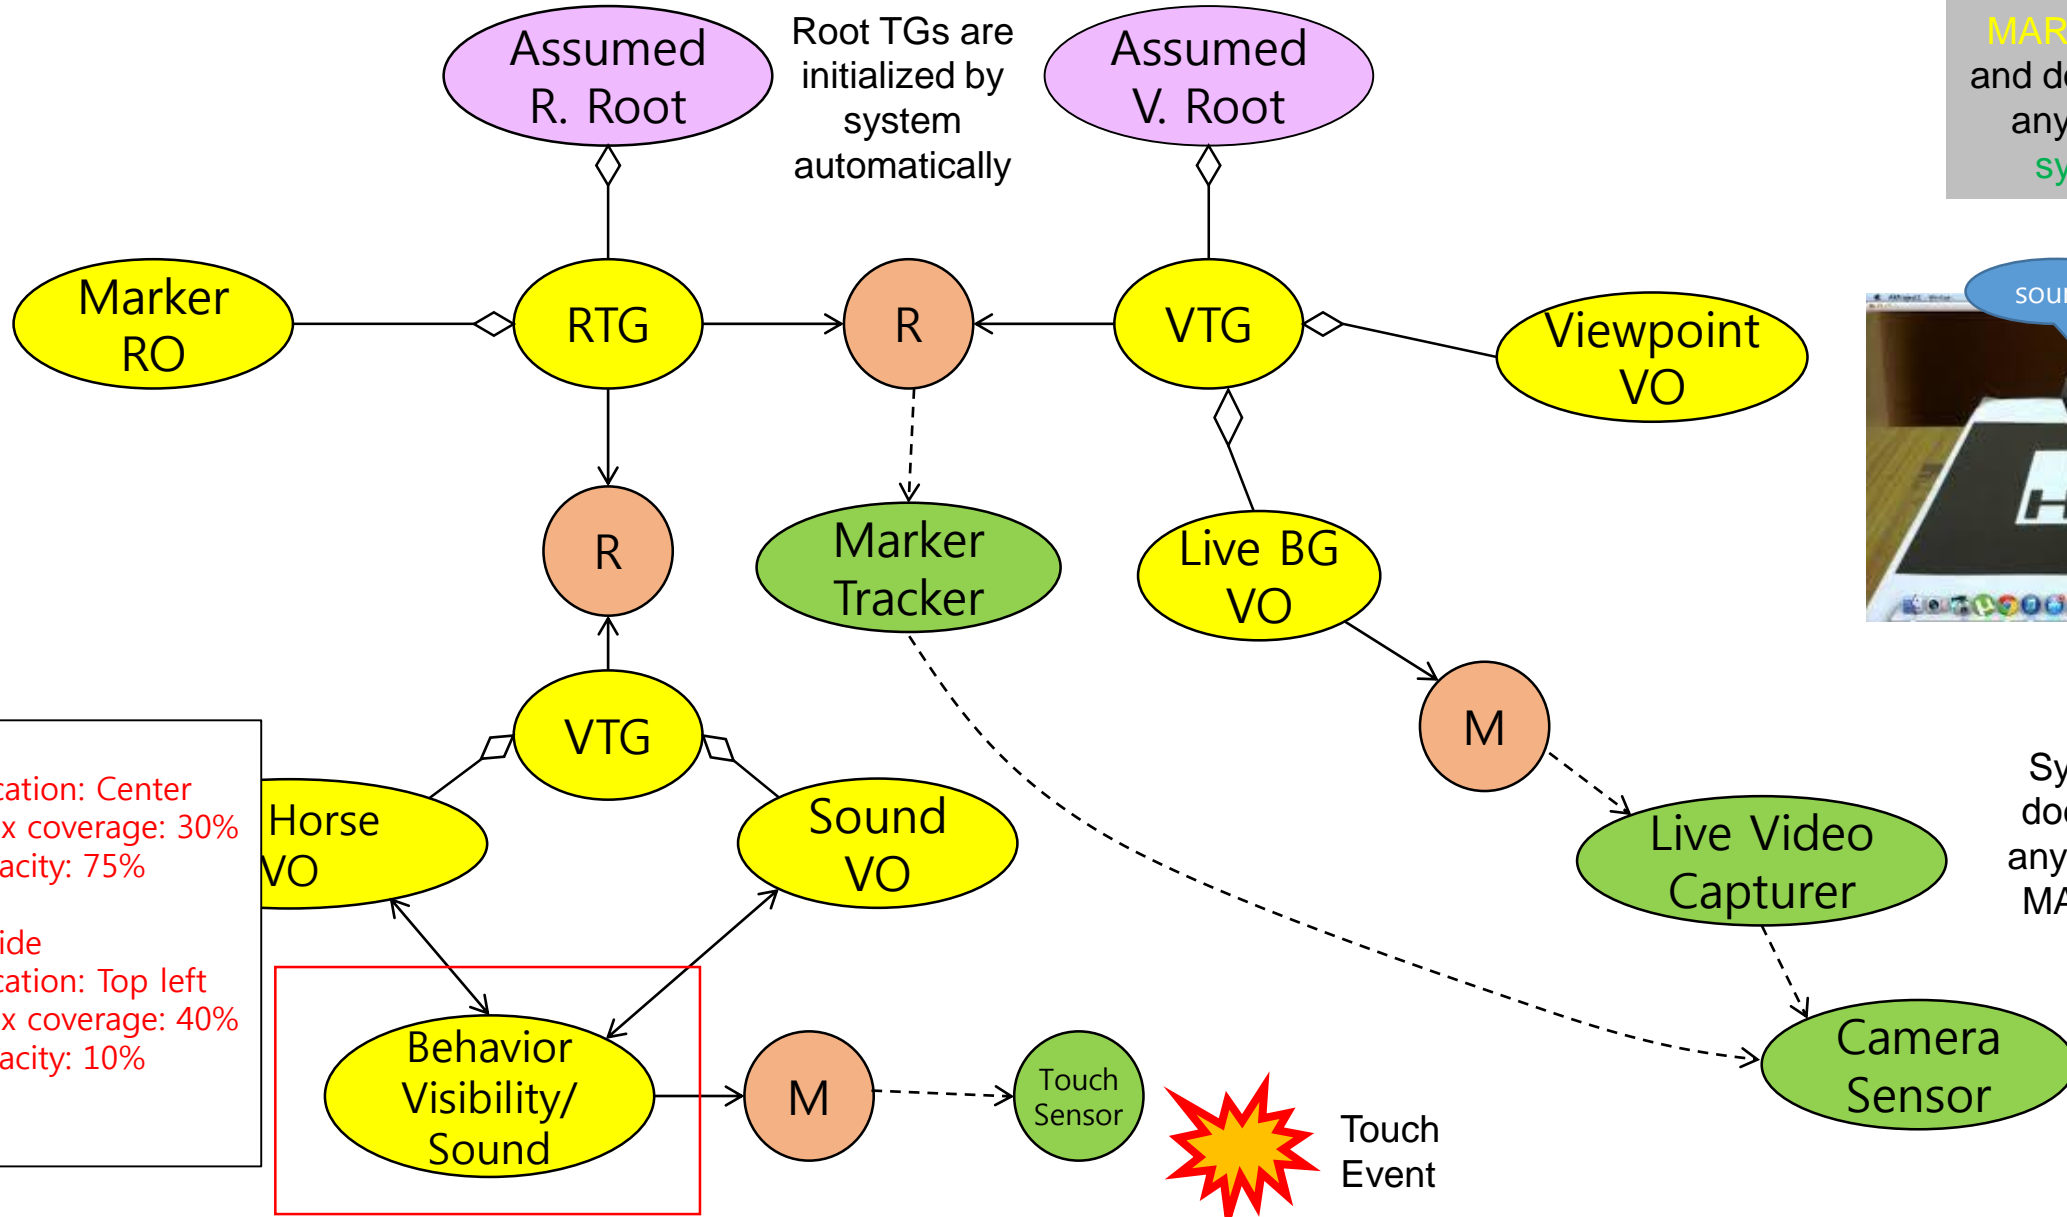 Assumed
R. Root
Root TGs are
initialized by
system
automatically
Assumed
V. Root
MAR
and d
any
sy
Marker
RO
RTG
R
VTG
Viewpoint
VO
sour
R
Marker
Tracker
Live BG
VO
M
VTG
cation: Center
x coverage: 30%
acity: 75%
ide
cation: Top left
x coverage: 40%
acity: 10%
Horse
VO
Sound
VO
Live Video
Capturer
Sy
do
any
MA
Behavior
Visibility/
Sound
M
Touch
Sensor
Touch
Event
Camera
Sensor